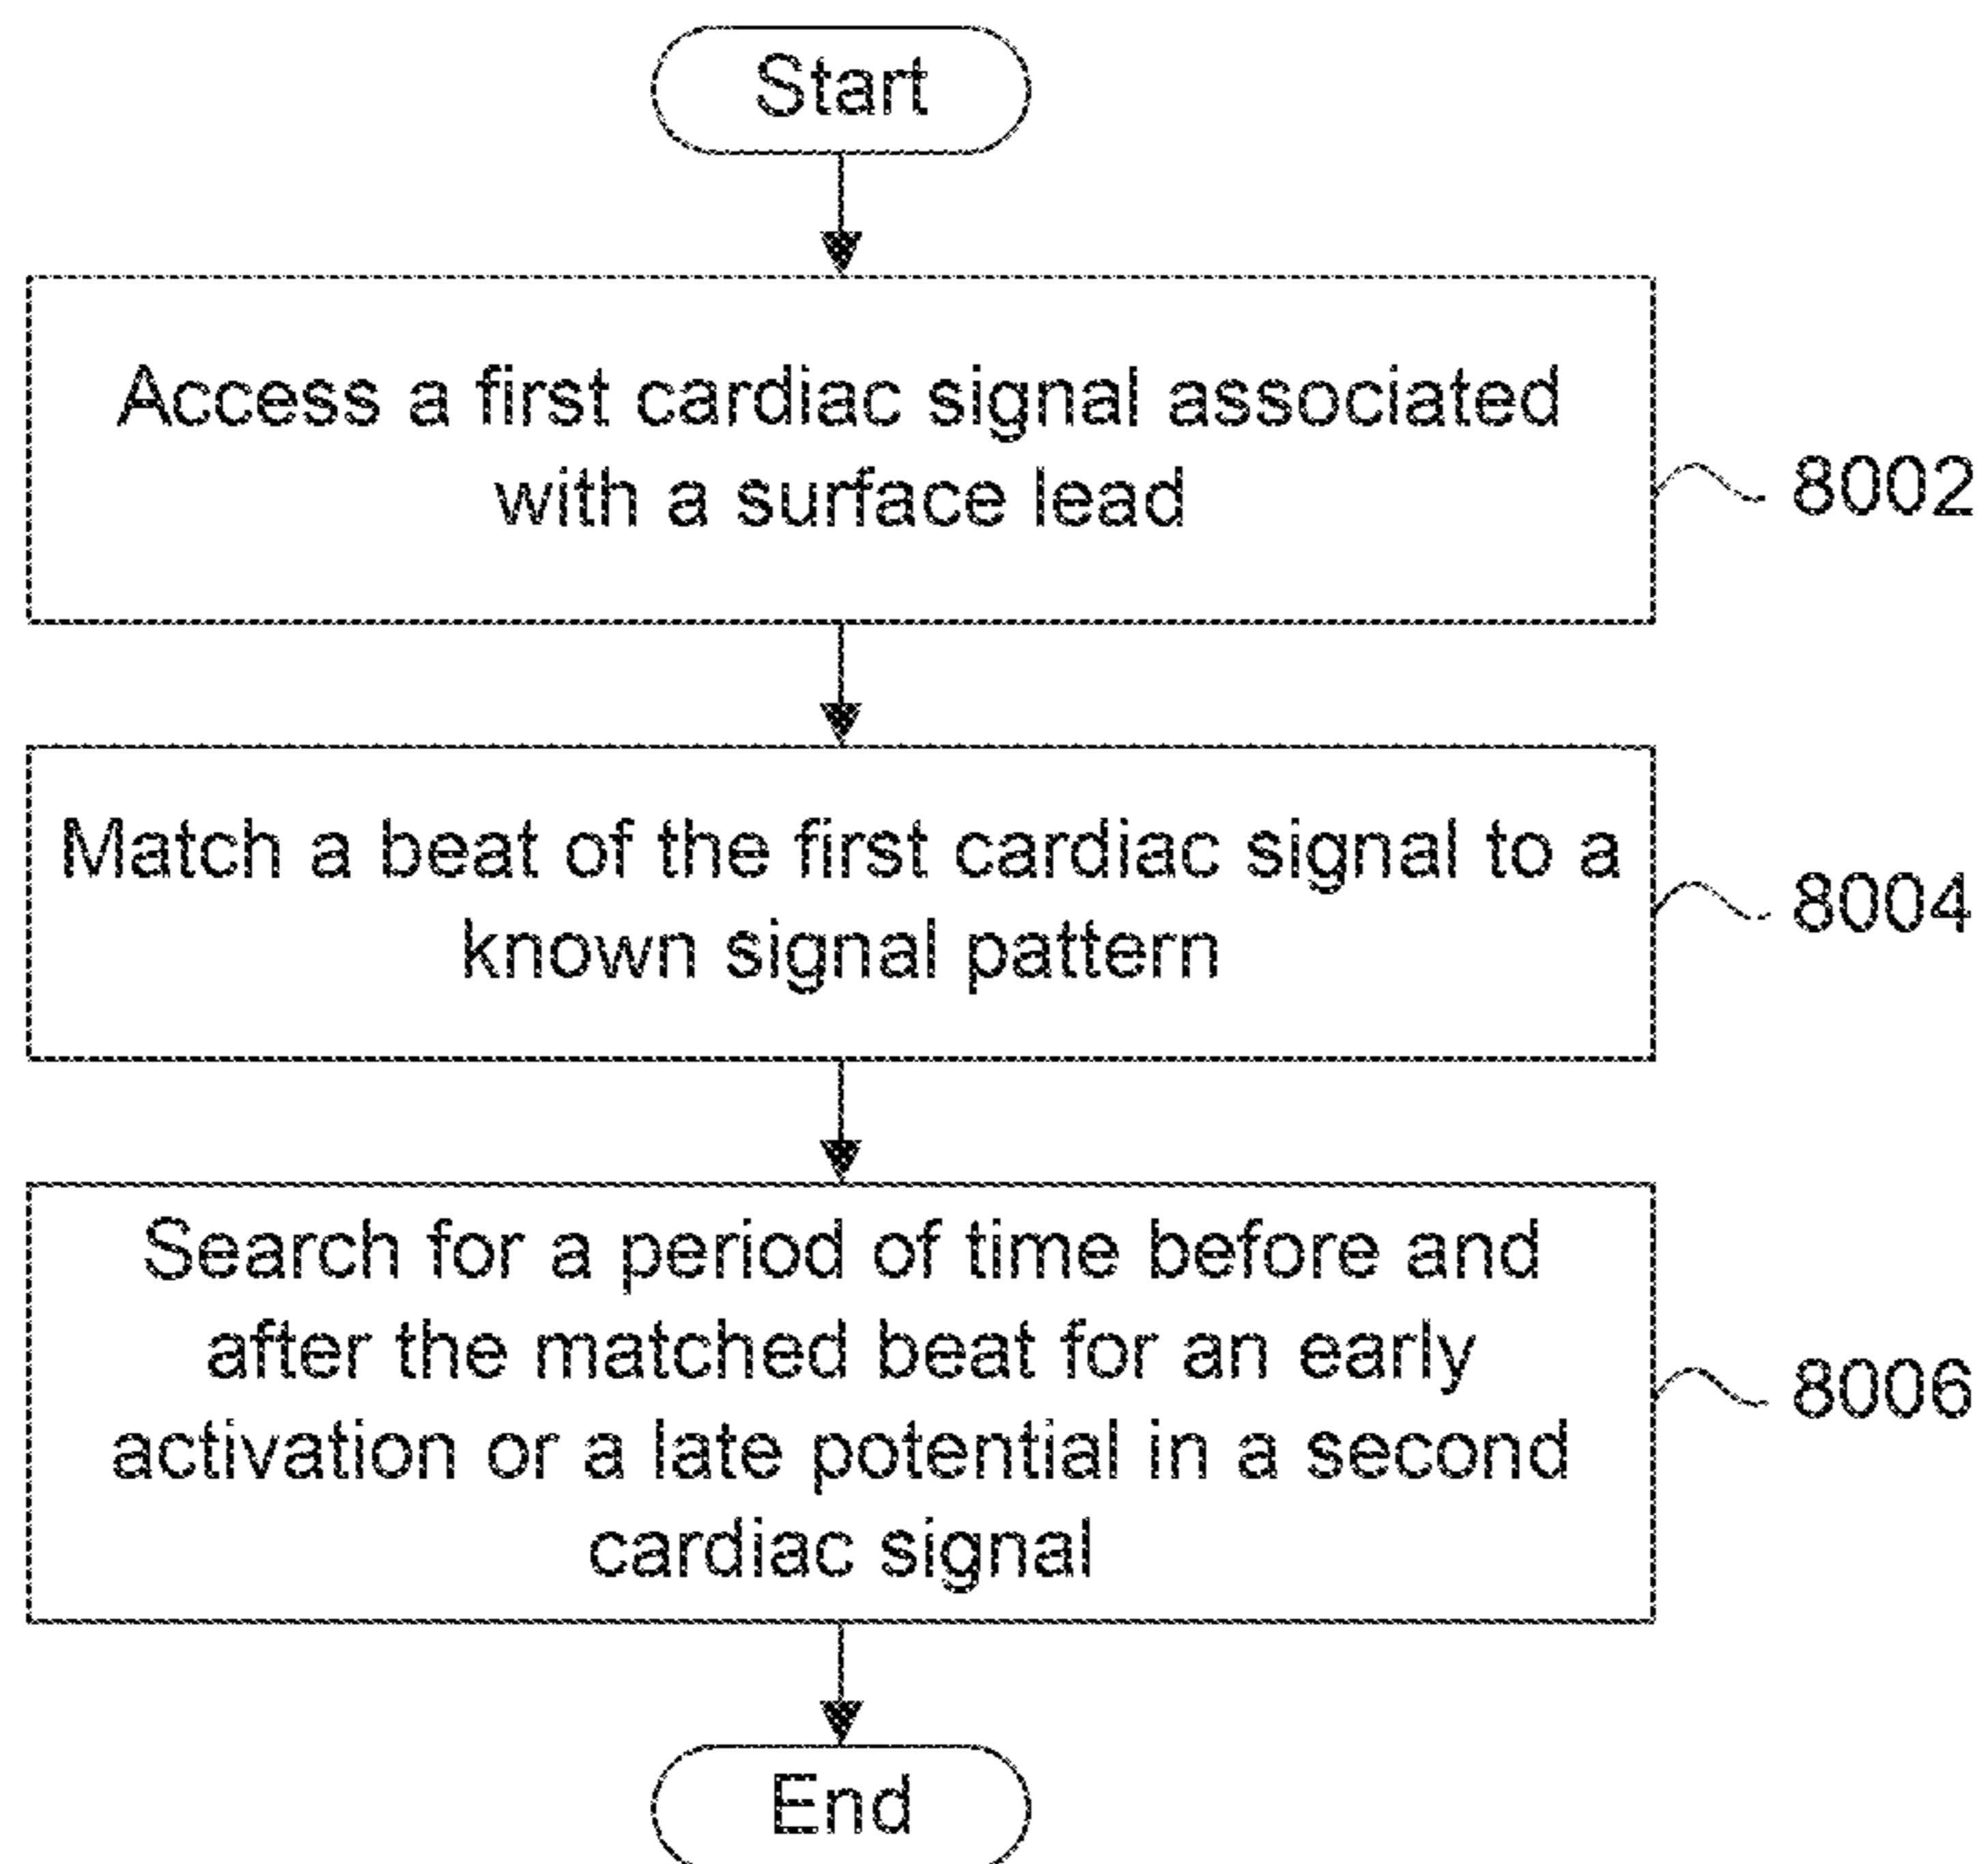 Start
Access a first cardiac signal associated
with a surface lead
8002
Match a beat of the first cardiac signal to a
known signal pattern
8004
Search for a period of time before and
after the matched beat for an early
activation or a late potential in a second
cardiac signal
8006
End